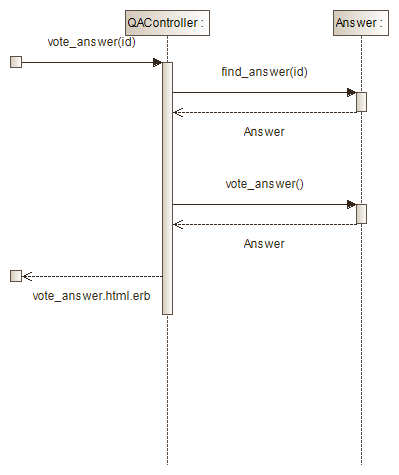 QAController :
Answer :
vote_answer(id)
find_answer(id)
Answer
vote_answer()
Answer
vote_answer.html.erb